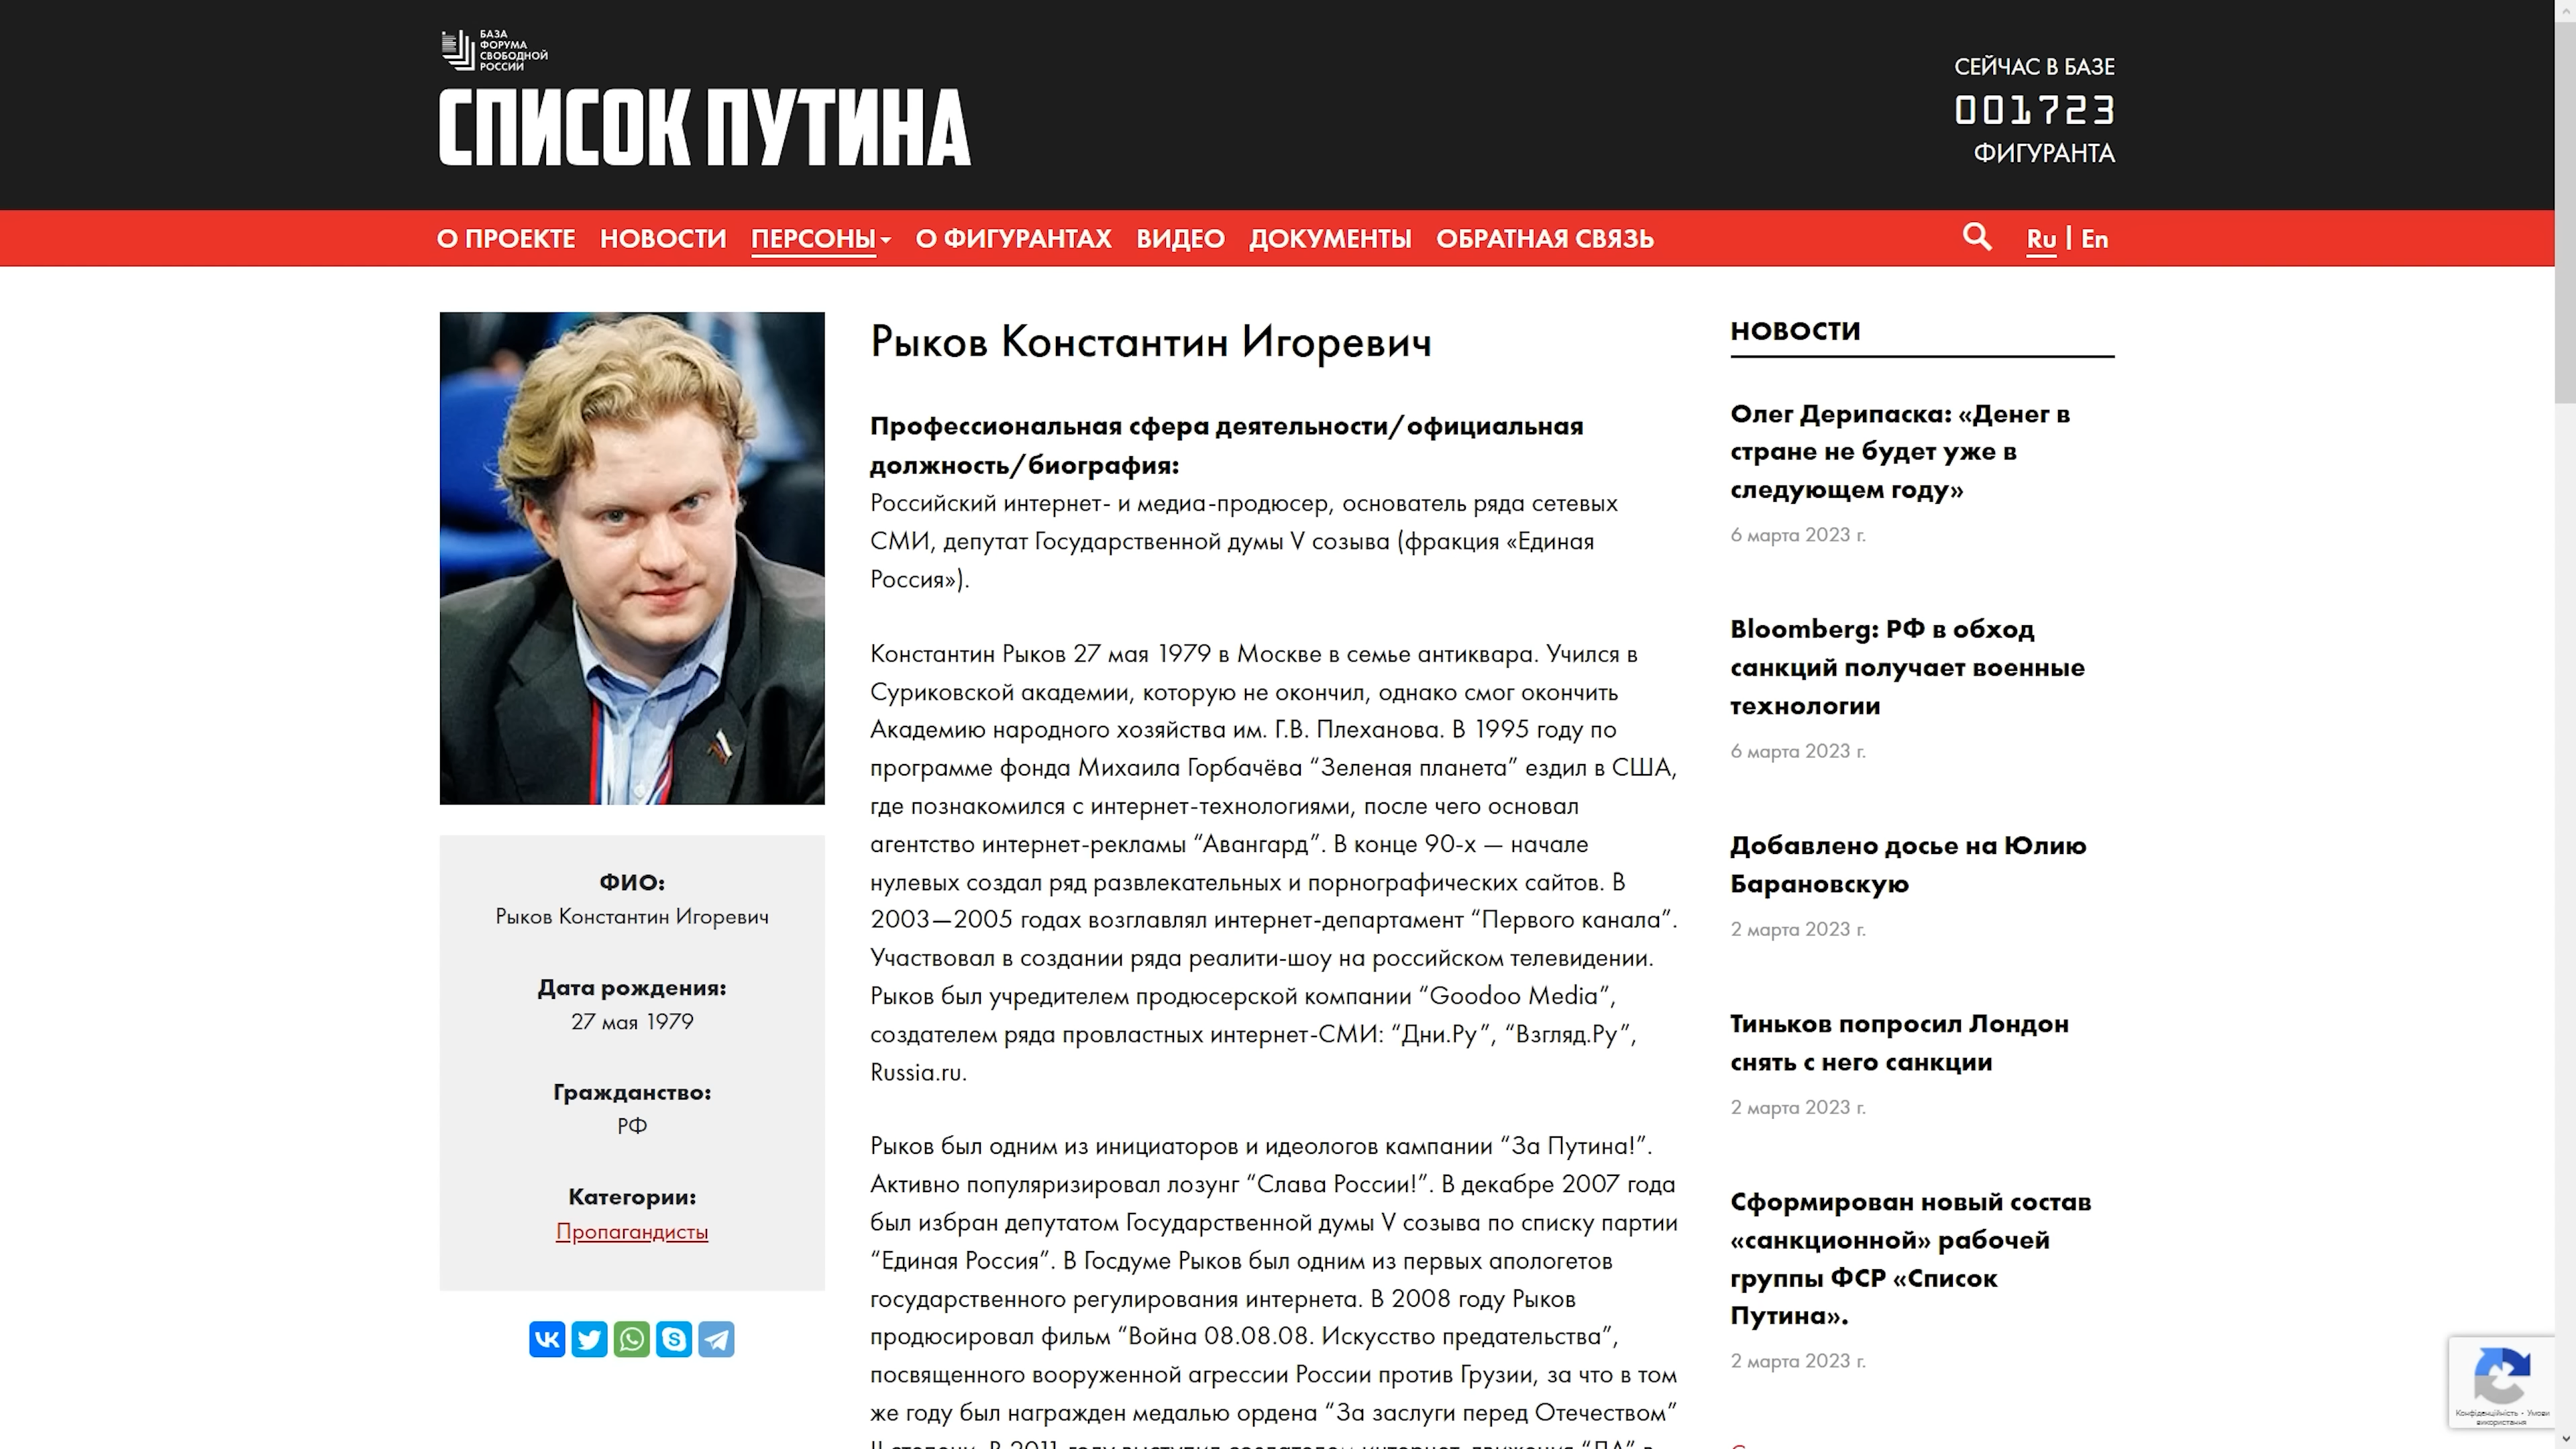 БАЗА
ФОРУМА
СВОБОДНОЙ
РОССИИ
СПИСОК ПУТИНА
СЕЙЧАС В БАЗЕ
001723
ФИГУРАНТА
О ПРОЕКТЕ НОВОСТИ ПЕРСОНЫ О ФИГУРАНТАХ ВИДЕО ДОКУМЕНТЫ ОБРАТНАЯ СВЯЗЬ Ru | En
Рыков Константин Игоревич
Профессиональная сфера деятельности/официальная
должность/биография:
Российский интернет- и медиа-продюсер, основатель ряда сетевых
СМИ, депутат Государственной думы V созыва (фракция «Единая
Россия»).
Константин Рыков 27 мая 1979 в Москве в семье антиквара. Учился в
Суриковской академии, которую не окончил, однако смог окончить
Академию народного хозяйства им. Г.В. Плеханова. В 1995 году по
программе фонда Михаила Горбачёва “Зеленая планета” ездил в США,
где познакомился с интернет-технологиями, после чего основал
агентство интернет-рекламы “Авангард”. В конце 90-х — начале
нулевых создал ряд развлекательных и порнографических сайтов. В
2003—2005 годах возглавлял интернет-департамент “Первого канала”.
Участвовал в создании ряда реалити-шоу на российском телевидении.
Рыков был учредителем продюсерской компании “Goodoo Media”,
создателем ряда провластных интернет-СМИ: “Дни.Ру”, “Взгляд.Ру”,
Russia.ru.
Рыков был одним из инициаторов и идеологов кампании “За Путина!”.
Активно популяризировал лозунг “Слава России!”. В декабре 2007 года
был избран депутатом Государственной думы V созыва по списку партии
“Единая Россия”. В Госдуме Рыков был одним из первых апологетов
государственного регулирования интернета. В 2008 году Рыков
продюсировал фильм “Война 08.08.08. Искусство предательства”,
посвященного вооруженной агрессии России против Грузии, за что в том
же году был награжден медалью ордена “За заслуги перед Отечеством”
II степени. В 2011 году выступил создателем интернет-движения “ДА” в
ФИО:
Рыков Константин Игоревич
Дата рождения:
27 мая 1979
Гражданство:
РФ
Категории:
Пропагандисты
НОВОСТИ
Олег Дерипаска: «Денег в
стране не будет уже в
следующем году»
6 марта 2023 г.
Bloomberg: РФ в обход
санкций получает военные
технологии
6 марта 2023 г.
Добавлено досье на Юлию
Барановскую
2 марта 2023 г.
Тиньков попросил Лондон
снять с него санкции
2 марта 2023 г.
Сформирован новый состав
«санкционной» рабочей
группы ФСР «Список
Путина».
2 марта 2023 г.
Конфіденційність • Умови
використання